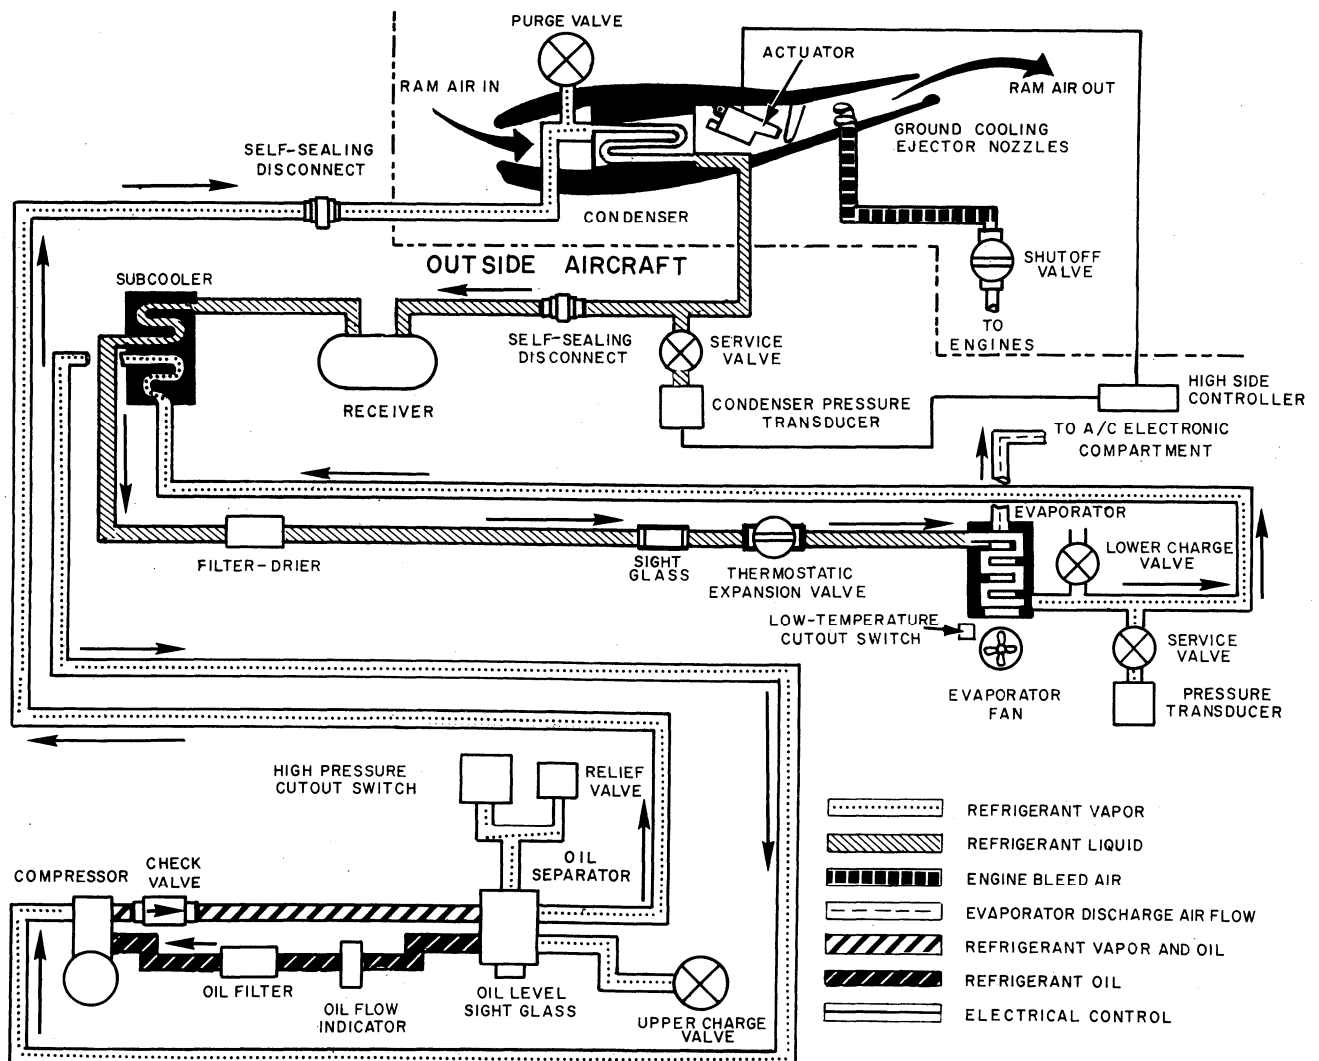 PURGE VALVE
ACTUATOR
RAM AIR IN
RAM AIR OUT
GROUND COOLING
EJECTOR NOZZLES
SELF-SEALING
DISCONNECT
CONDENSER
SHUTOFF
VALVE
OUTSIDE AIRCRAFT
SUBCOOLER
TO
ENGINES
SELF-SEALING
DISCONNECT
SERVICE
VALVE
HIGH SIDE
CONTROLLER
RECEIVER
CONDENSER PRESSURE
TRANSDUCER
TO A/C ELECTRONIC
COMPARTMENT
EVAPORATOR
FILTER-DRIER
SIGHT
GLASS
THERMOSTATIC
EXPANSION VALVE
LOWER CHARGE
VALVE
LOW-TEMPERATURE
CUTOUT SWITCH
SERVICE
VALVE
EVAPORATOR
FAN
PRESSURE
TRANSDUCER
HIGH PRESSURE
CUTOUT SWITCH
RELIEF
VALVE
OIL
SEPARATOR
COMPRESSOR
CHECK
VALVE
OIL FILTER
OIL FLOW
INDICATOR
OIL LEVEL
SIGHT GLASS
UPPER CHARGE
VALVE
REFRIGERANT VAPOR
REFRIGERANT LIQUID
ENGINE BLEED AIR
EVAPORATOR DISCHARGE AIR FLOW
REFRIGERANT VAPOR AND OIL
REFRIGERANT OIL
ELECTRICAL CONTROL